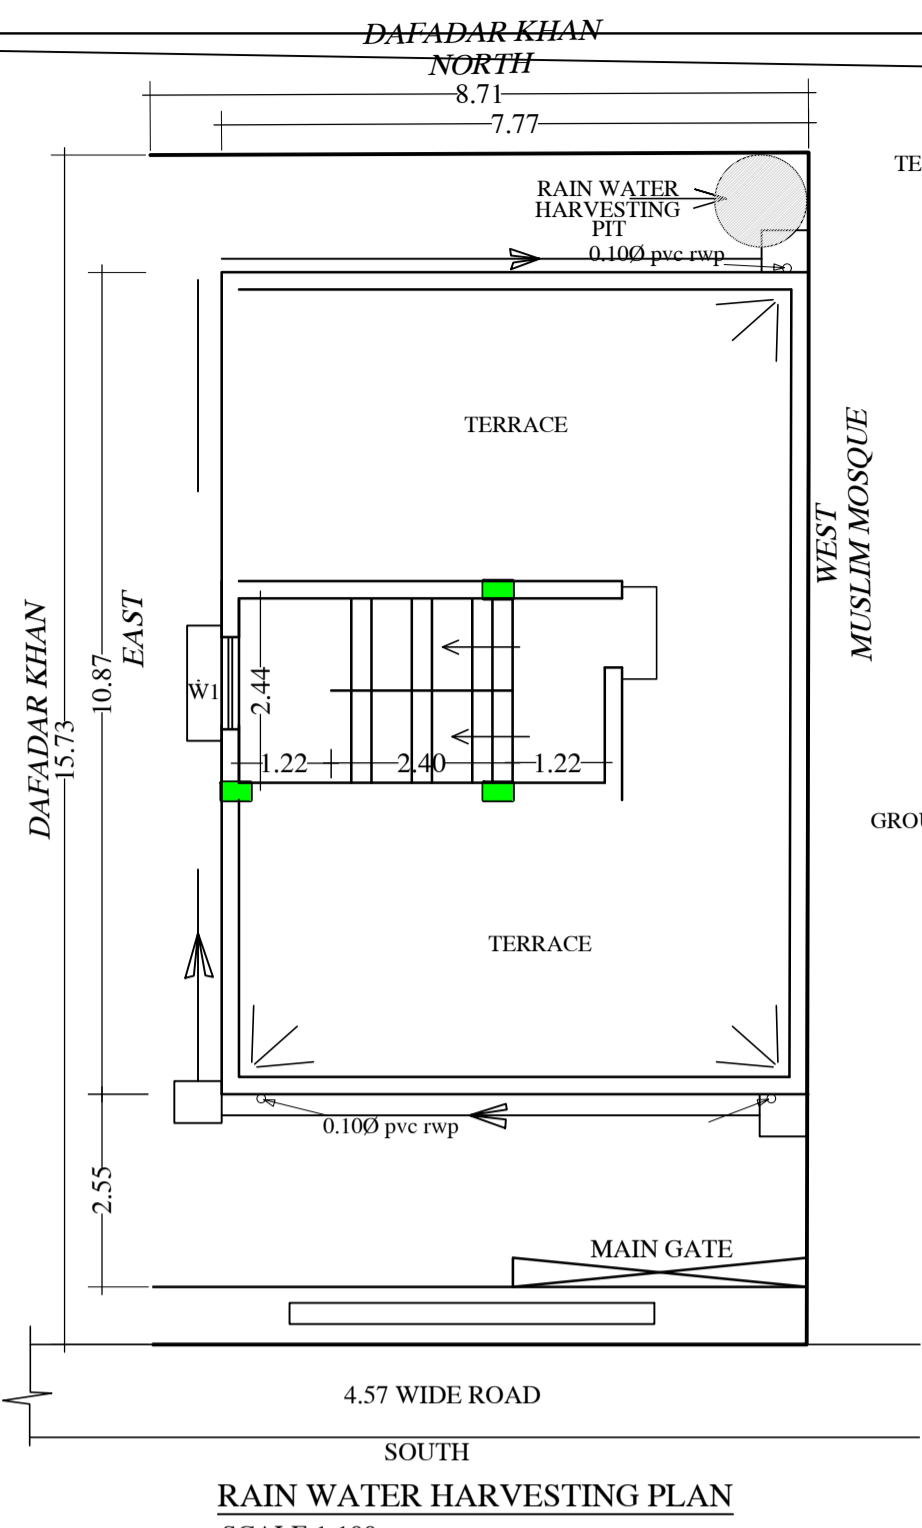 DAFADAR KHAN
NORTH
8.71
7.77
RAIN WATER
HARVESTING
PIT
0.10Ø pvc rwp
TERRACE
WEST
MUSLIM MOSQUE
DAFADAR KHAN
EAST
15.73
10.87
W1
2.44
1.22
2.40
1.22
TERRACE
0.10Ø pvc rwp
2.55
MAIN GATE
4.57 WIDE ROAD
SOUTH
RAIN WATER HARVESTING PLAN